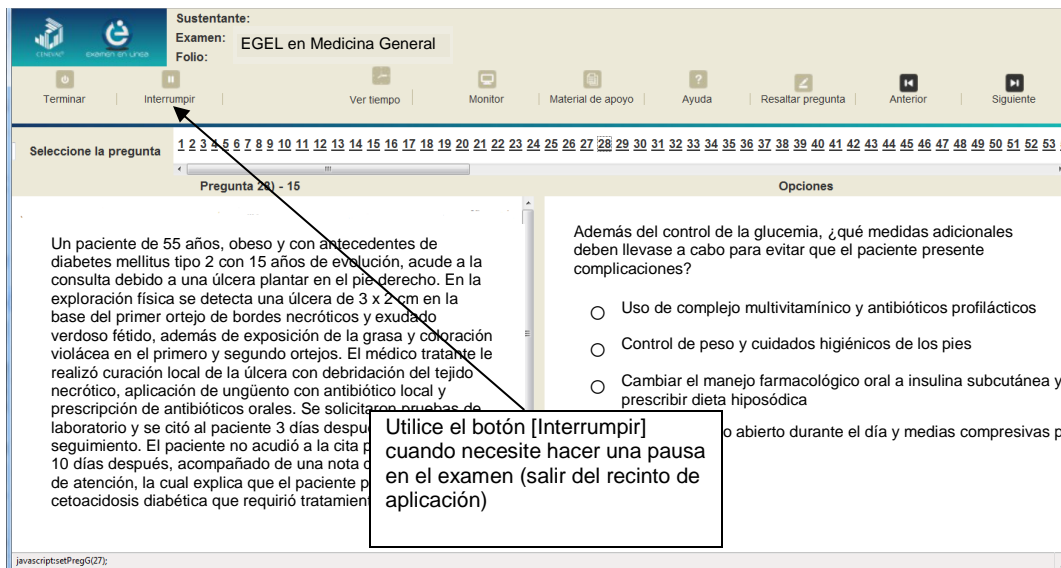 Sustentante:
Examen: EGEL en Medicina General
Folio:
CENEVAL
examen en línea
Terminar Interrumpir Ver tiempo Monitor Material de apoyo Ayuda Resaltar pregunta Anterior Siguiente
Seleccione la pregunta 1 2 3 4 5 6 7 8 9 10 11 12 13 14 15 16 17 18 19 20 21 22 23 24 25 26 27 28 29 30 31 32 33 34 35 36 37 38 39 40 41 42 43 44 45 46 47 48 49 50 51 52 53
Pregunta 28) - 15
Un paciente de 55 años, obeso y con antecedentes de
diabetes mellitus tipo 2 con 15 años de evolución, acude a la
consulta debido a una úlcera plantar en el pie derecho. En la
exploración física se detecta una úlcera de 3 x 2 cm en la
base del primer ortejo de bordes necróticos y exudado
verdoso fétido, además de exposición de la grasa y coloración
violácea en el primero y segundo ortejos. El médico tratante le
realizó curación local de la úlcera con debridación del tejido
necrótico, aplicación de ungüento con antibiótico local y
prescripción de antibióticos orales. Se solicitaron pruebas de
laboratorio y se citó al paciente 3 días despu
seguimiento. El paciente no acudió a la cita p
10 días después, acompañado de una nota
de atención, la cual explica que el paciente p
cetoacidosis diabética que requirió tratamien
Opciones
Además del control de la glucemia, ¿qué medidas adicionales
deben llevase a cabo para evitar que el paciente presente
complicaciones?
Uso de complejo multivitamínico y antibióticos profilácticos
Control de peso y cuidados higiénicos de los pies
Cambiar el manejo farmacológico oral a insulina subcutánea y
prescribir dieta hiposódica
o abierto durante el día y medias compresivas p
Utilice el botón [Interrumpir]
cuando necesite hacer una pausa
en el examen (salir del recinto de
aplicación)
javascript:setPregG(27);